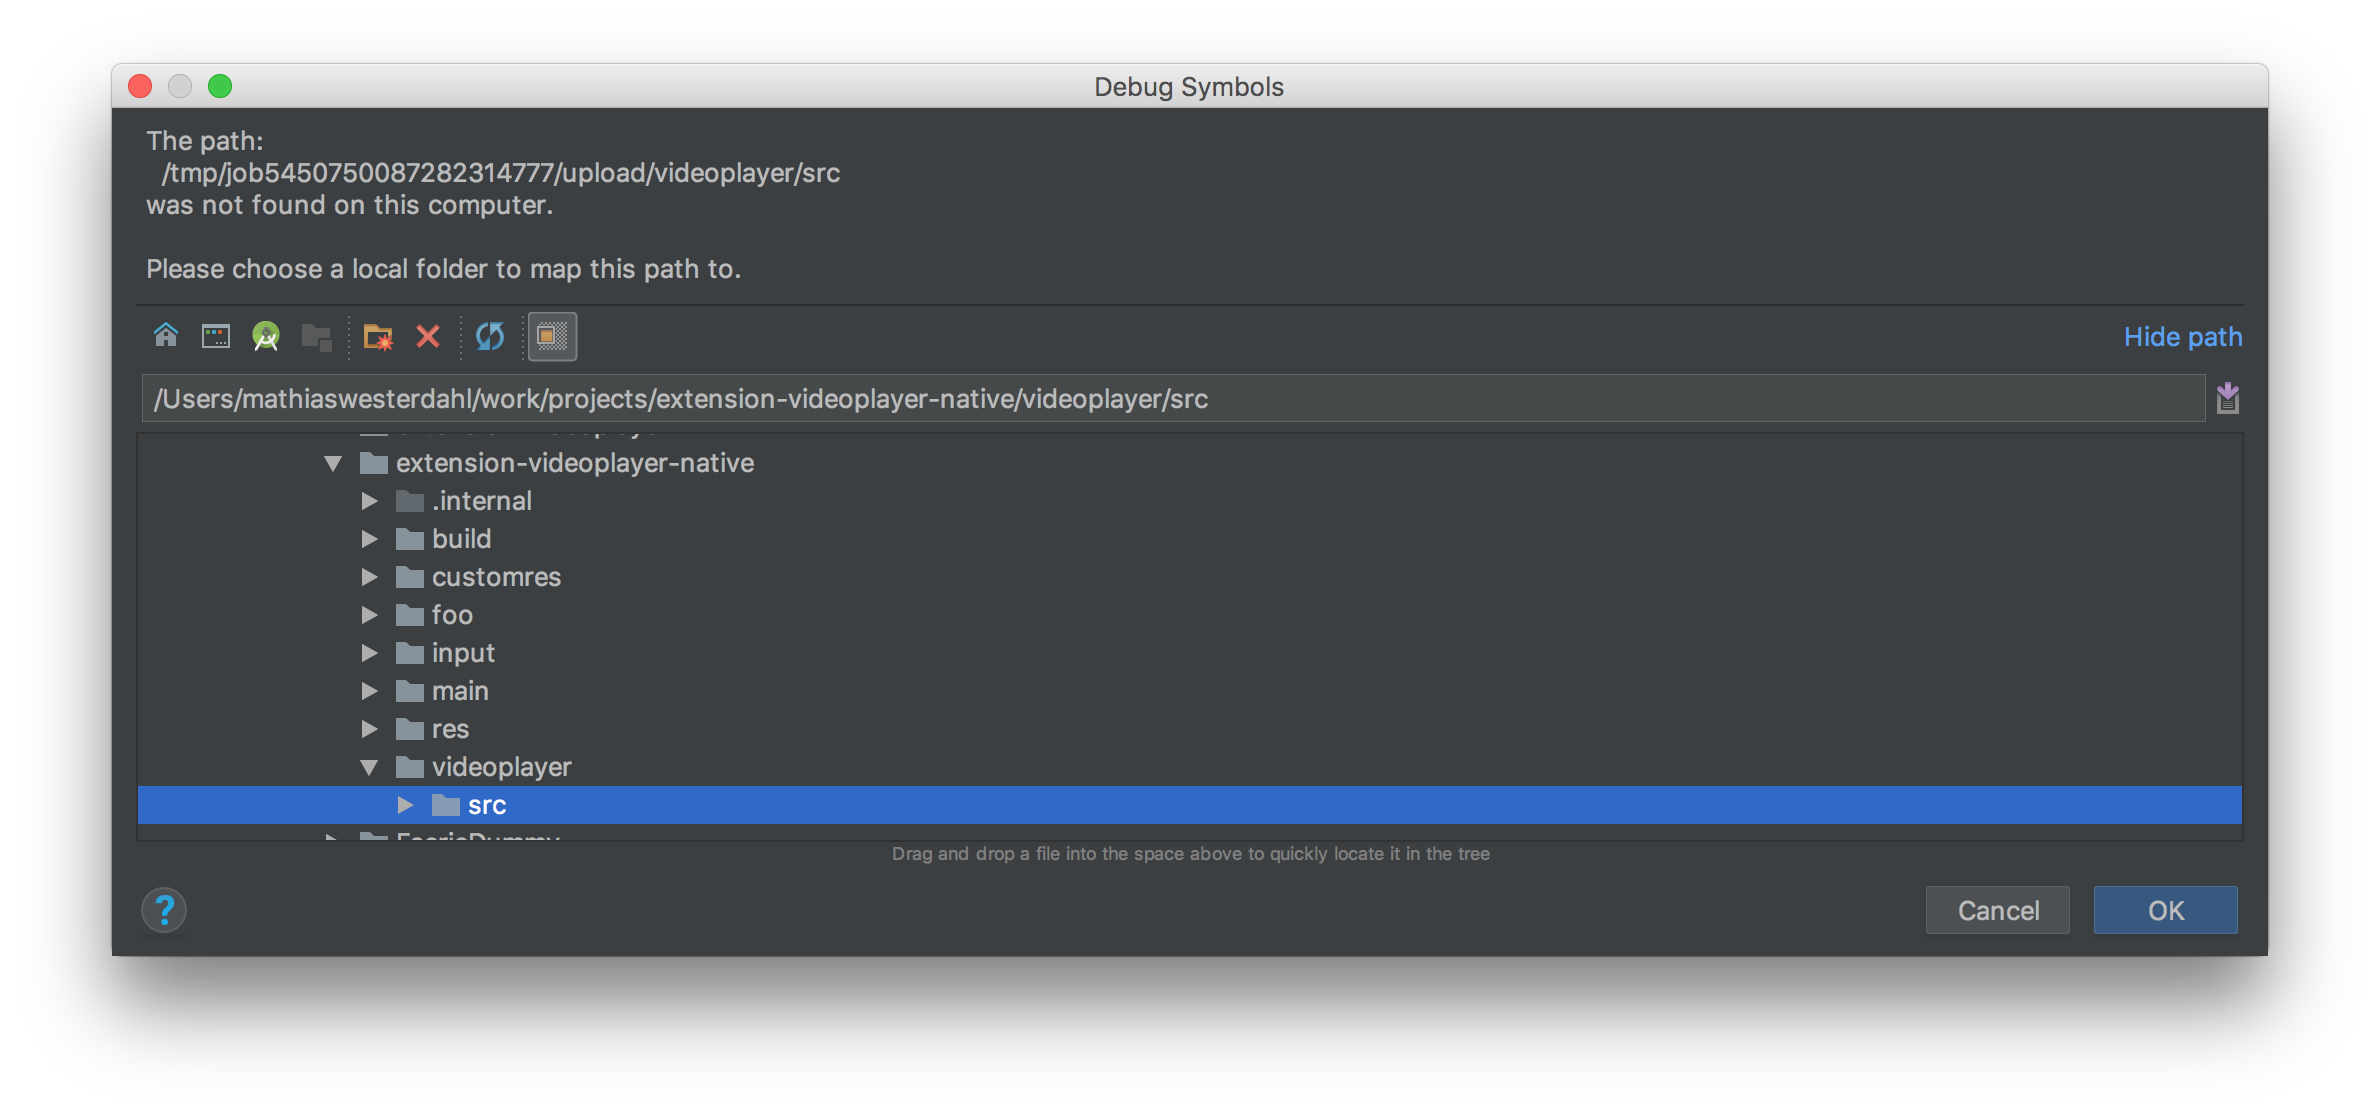 Debug Symbols
The path:
/tmp/job5450750087282314777/upload/videoplayer/src
was not found on this computer.
Please choose a local folder to map this path to.
Hide path
/Users/mathiaswesterdahl/work/projects/extension-videoplayer-native/videoplayer/src
extension-videoplayer-native
.internal
build
customres
foo
input
main
res
videoplayer
src
Drag and drop a file into the space above to quickly locate it in the tree
?
Cancel
OK